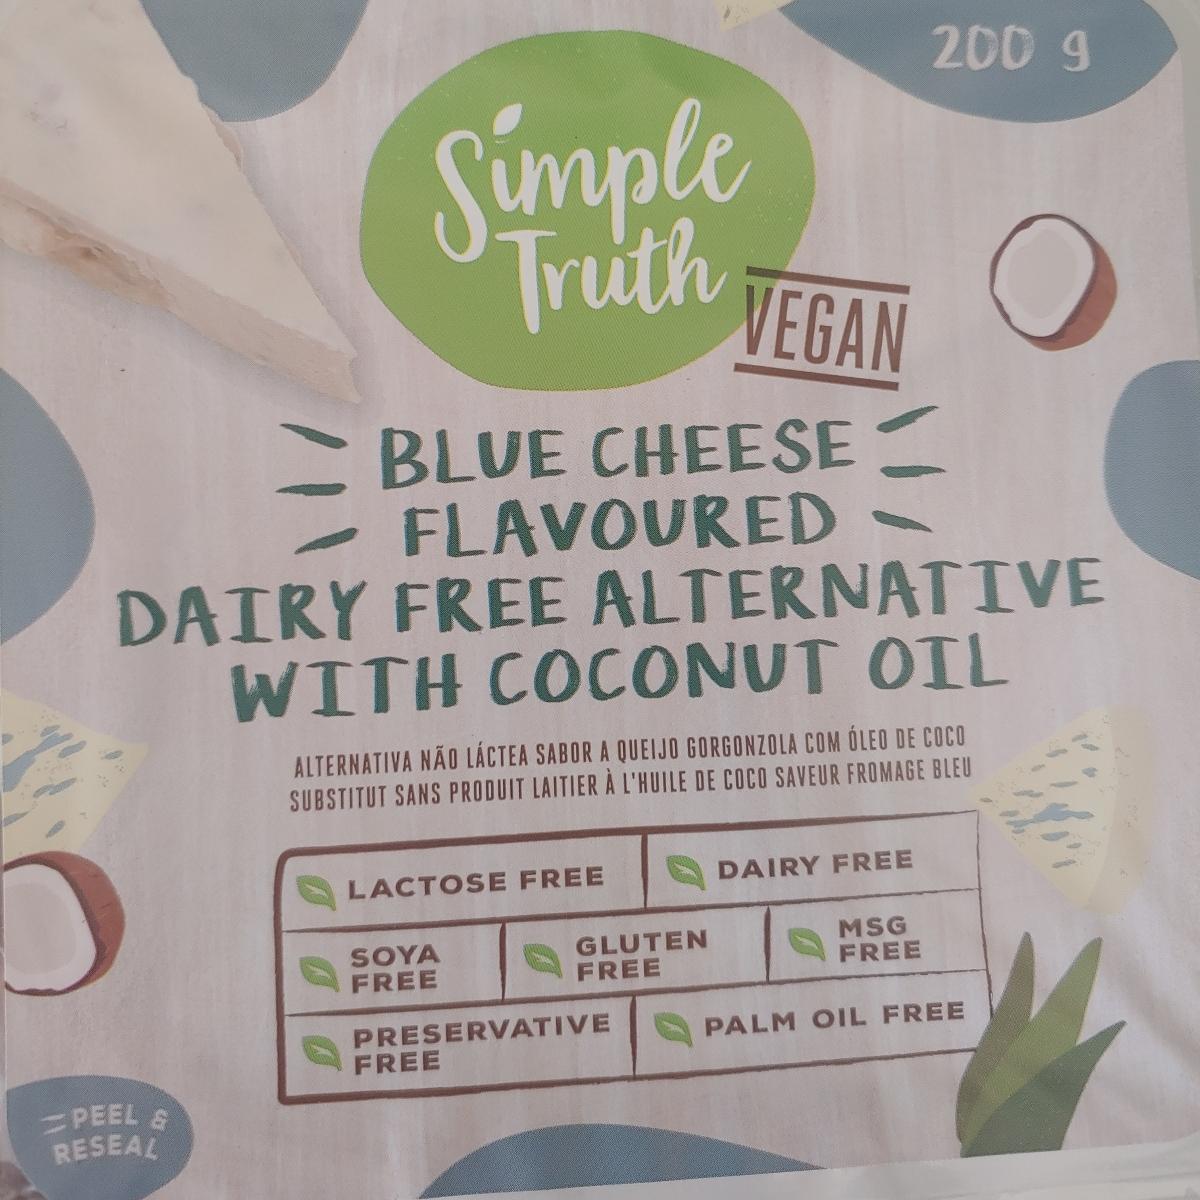 200 g
Simple
Truth
VEGAN
BLUE CHEESE
FLAVOURED
DAIRY FREE ALTERNATIVE
WITH COCONUT OIL
ALTERNATIVA NÃO LÁCTEA SABOR A QUEIJO GORGONZOLA COM ÓLEO DE COCO
SUBSTITUT SANS PRODUIT LAITIER À L'HUILE DE COCO SAVEUR FROMAGE BLEU
LACTOSE FREE
DAIRY FREE
SOYA
FREE
GLUTEN
FREE
MSG
FREE
PRESERVATIVE
FREE
PALM OIL FREE
PEEL &
RESEAL